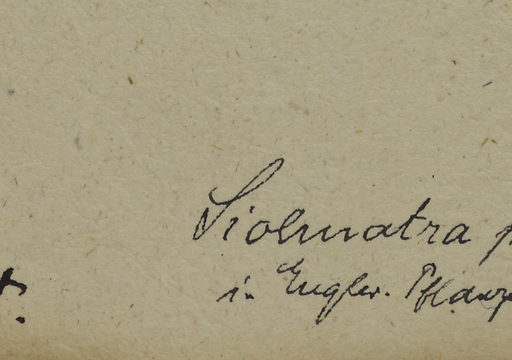 Siolmatra
i. Engler. Pflanz